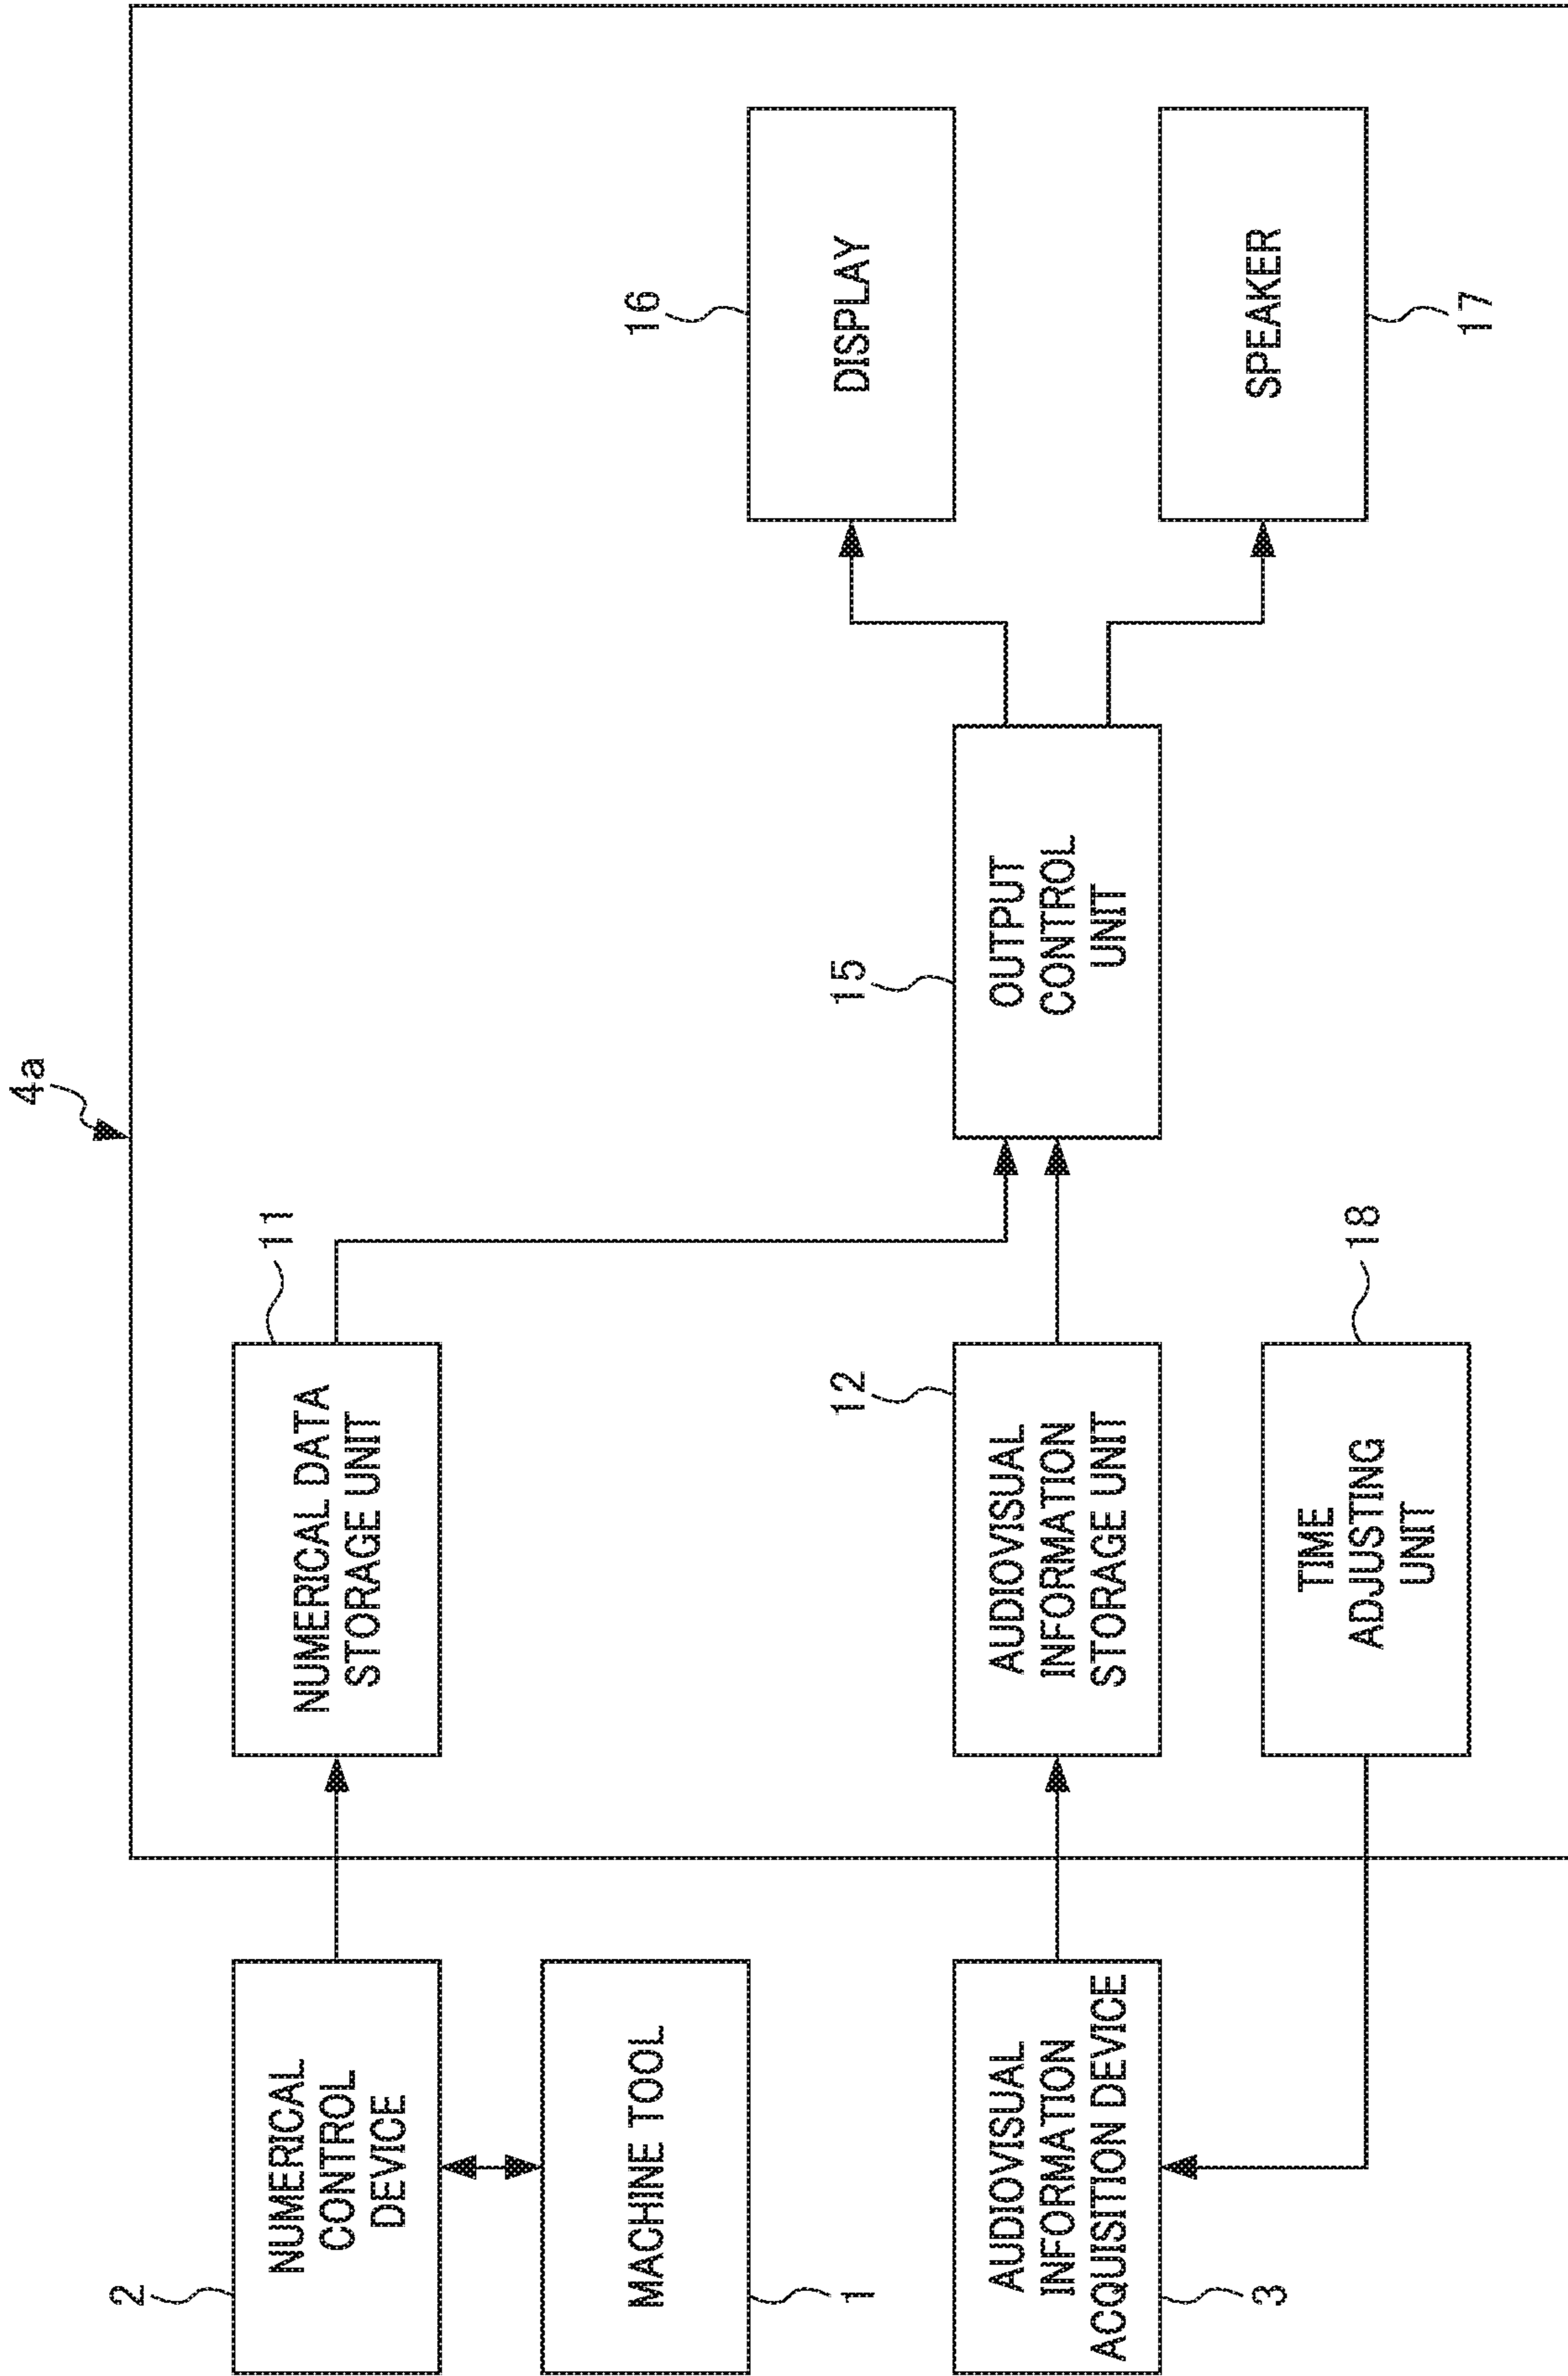 4a
2
NUMERICAL
CONTROL
DEVICE
11
NUMERICAL DATA
STORAGE UNIT
MACHINE TOOL
1
16
DISPLAY
15
OUTPUT
CONTROL
UNIT
12
AUDIOVISUAL
INFORMATION
STORAGE UNIT
AUDIOVISUAL
INFORMATION
ACQUISITION DEVICE
3
SPEAKER
17
18
TIME
ADJUSTING
UNIT